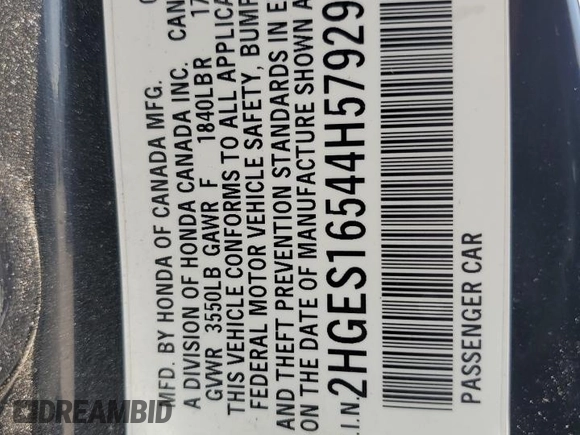 MFD. BY HONDA OF CANADA MFG.
A DIVISION OF HONDA CANADA INC. CAN
GVWR 3550LB GAWR F 1840LBR 17
THIS VEHICLE CONFORMS TO ALL APPLICA
FEDERAL MOTOR VEHICLE SAFETY, BUMP
AND THEFT PREVENTION STANDARDS IN E
ON THE DATE OF MANUFACTURE SHOWN A
.I.N. 2HGES16544H57929
PASSENGER CAR
DREAMBID